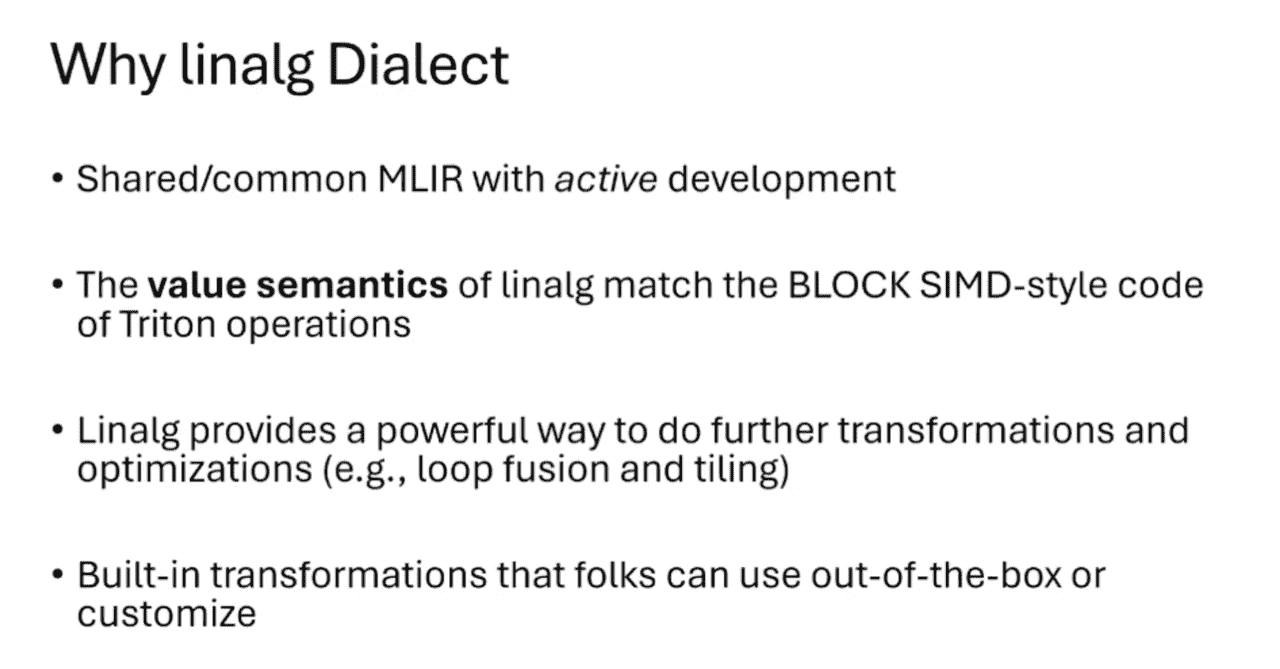 Why linalg Dialect
• Shared/common MLIR with active development
• The value semantics of linalg match the BLOCK SIMD-style code
of Triton operations
• Linalg provides a powerful way to do further transformations and
optimizations (e.g., loop fusion and tiling)
• Built-in transformations that folks can use out-of-the-box or
customize